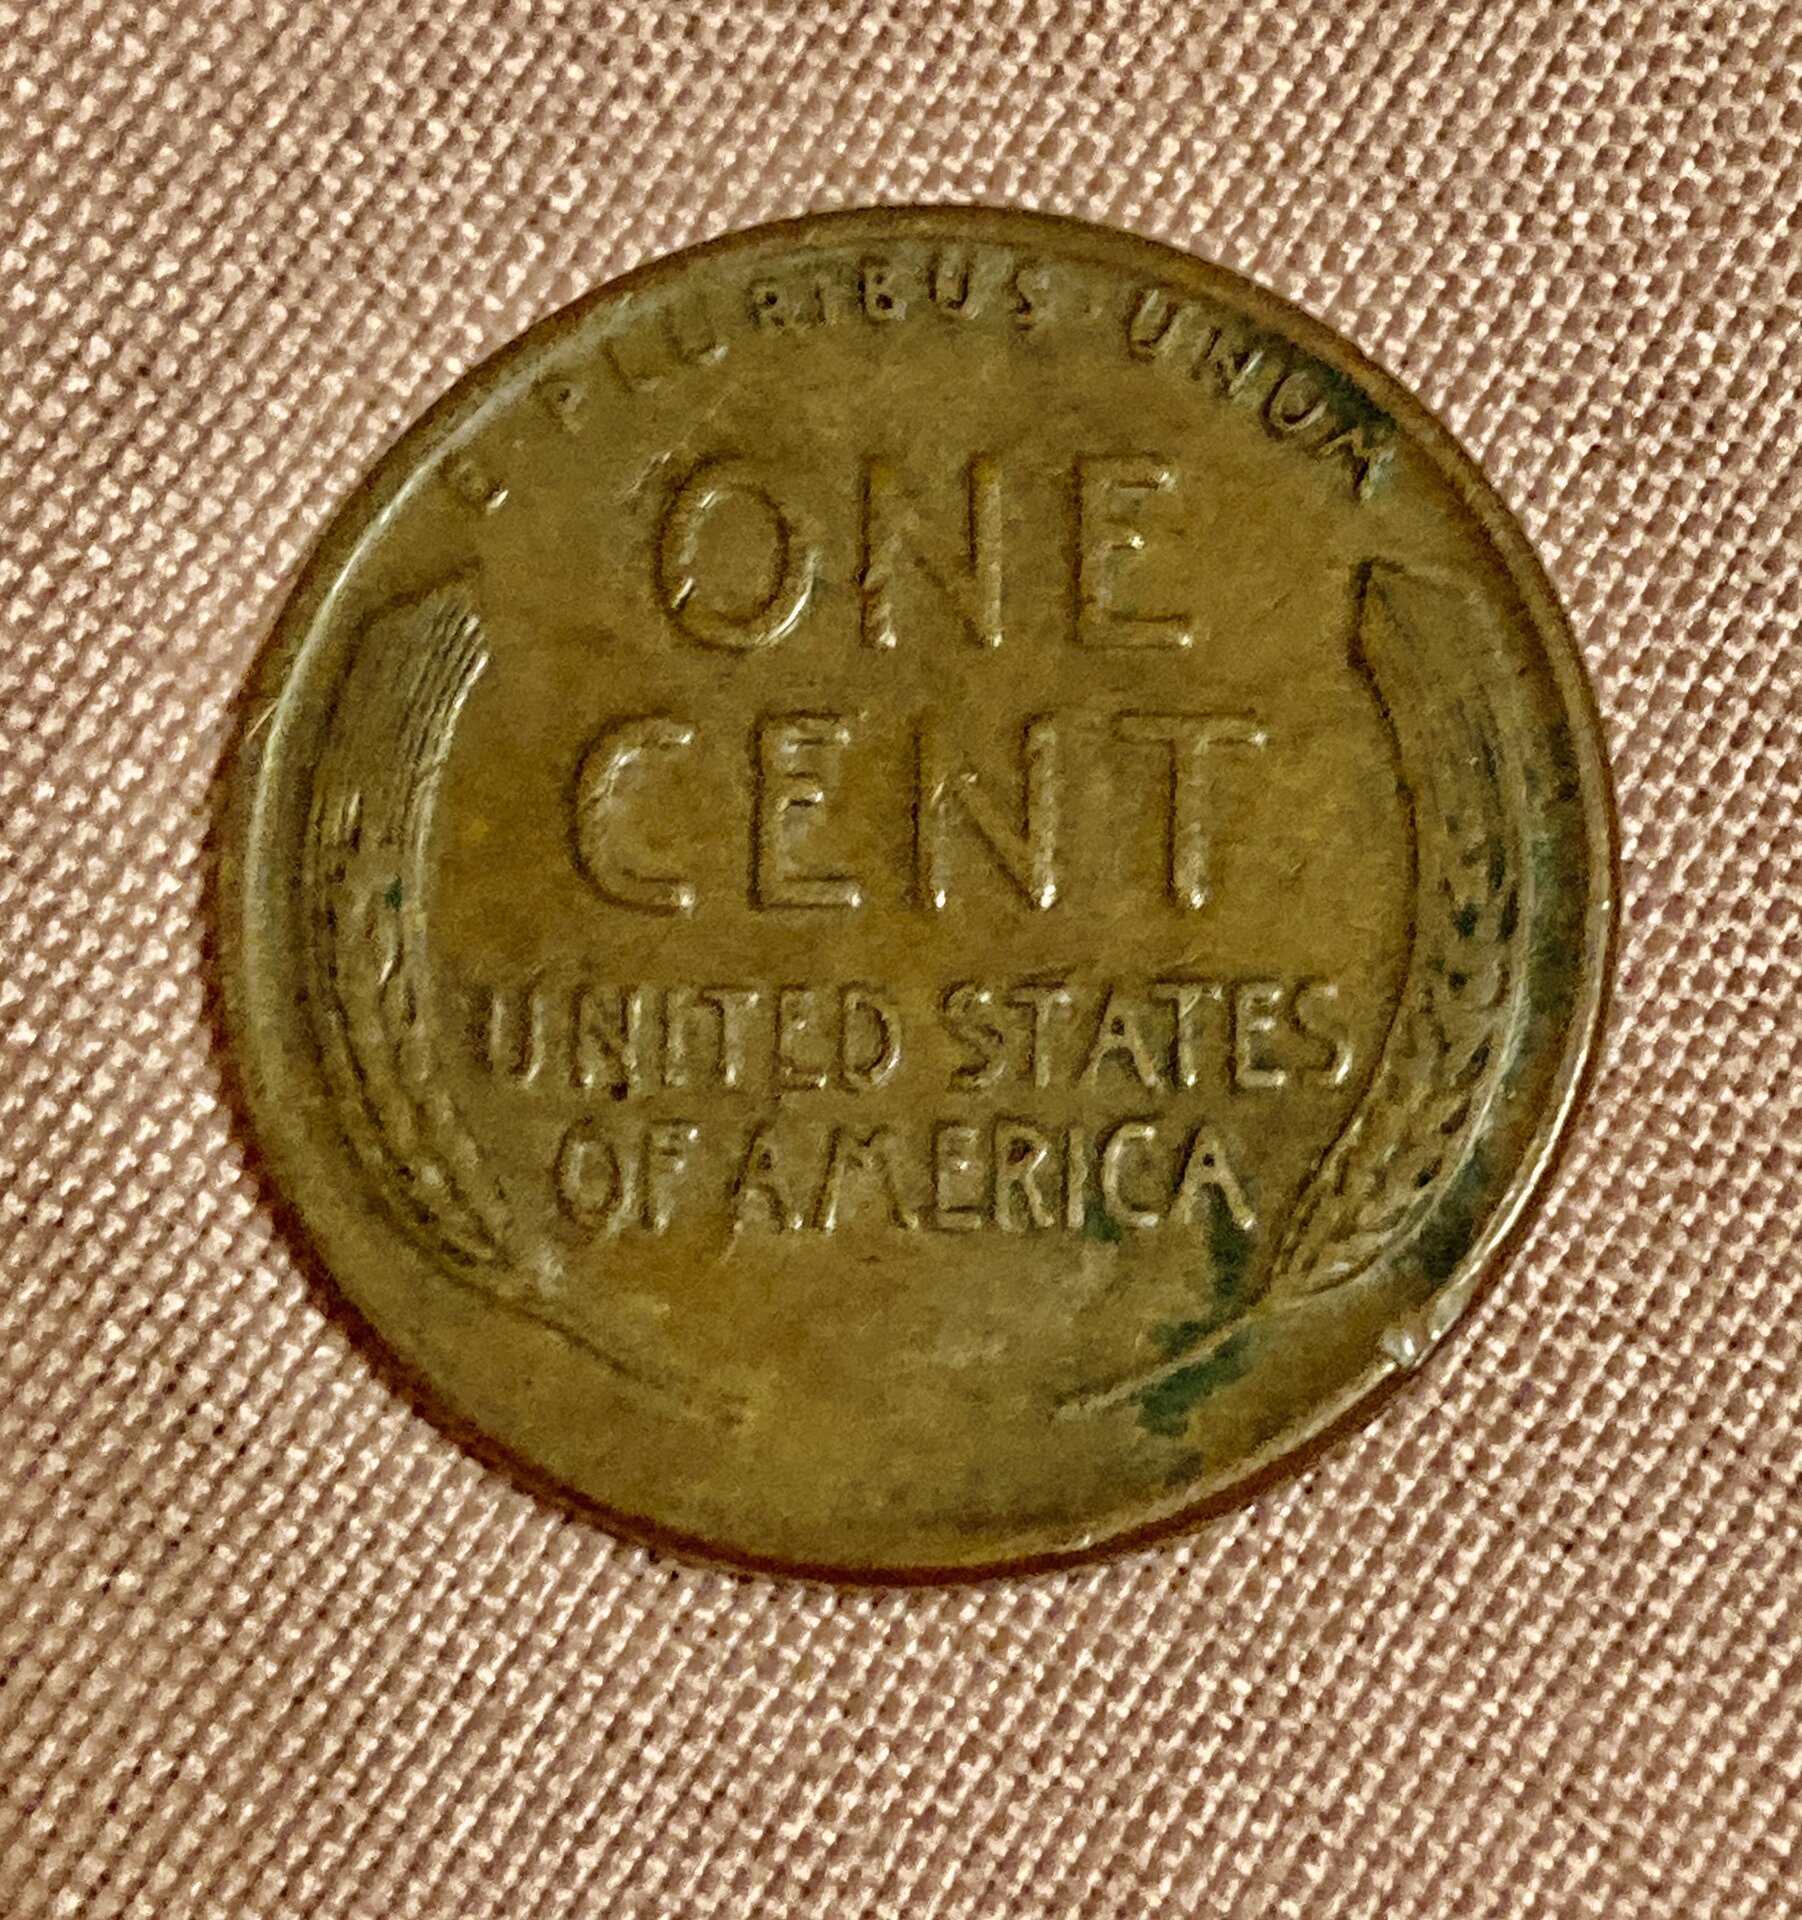 E PLURIBUS · UNUM
ONE
CENT
UNITED STATES
OF AMERICA